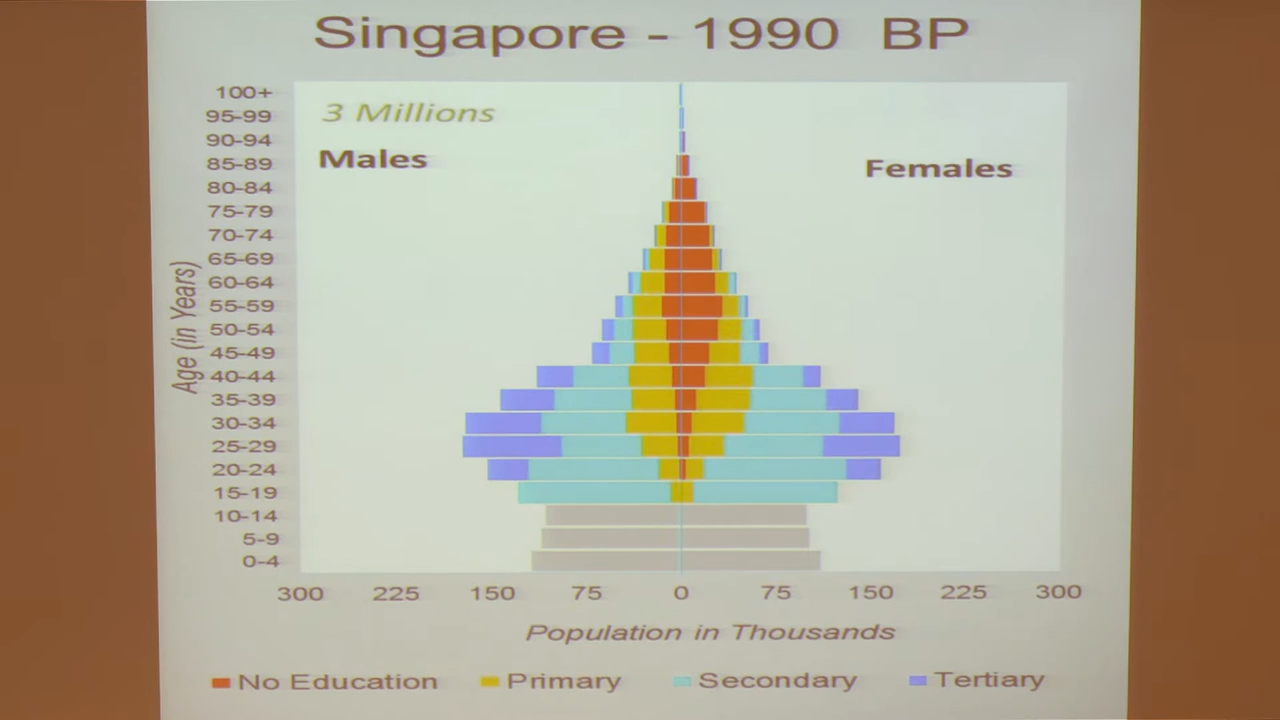 Singapore - 1990 BP
3 Millions
Males
Females
Age (in Years)
100+
95-99
90-94
85-89
80-84
75-79
70-74
65-69
60-64
55-59
50-54
45-49
40-44
35-39
30-34
25-29
20-24
15-19
10-14
5-9
0-4
300 225 150 75 0 75 150 225 300
Population in Thousands
No Education Primary Secondary Tertiary